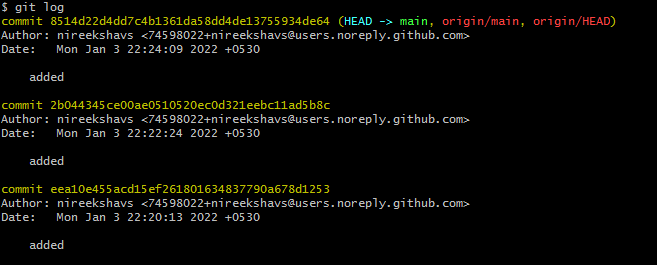 $ git log
commit 8514d22d4dd7c4b1361da58dd4de13755934de64 (HEAD -> main, origin/main, origin/HEAD)
Author: nireekshavs <74598022+nireekshavs@users.noreply.github.com>
Date:   Mon Jan 3 22:24:09 2022 +0530
    added
commit 2b044345ce00ae0510520ec0d321eebc11ad5b8c
Author: nireekshavs <74598022+nireekshavs@users.noreply.github.com>
Date:   Mon Jan 3 22:22:24 2022 +0530
    added
commit eea10e455acd15ef261801634837790a678d1253
Author: nireekshavs <74598022+nireekshavs@users.noreply.github.com>
Date:   Mon Jan 3 22:20:13 2022 +0530
    added